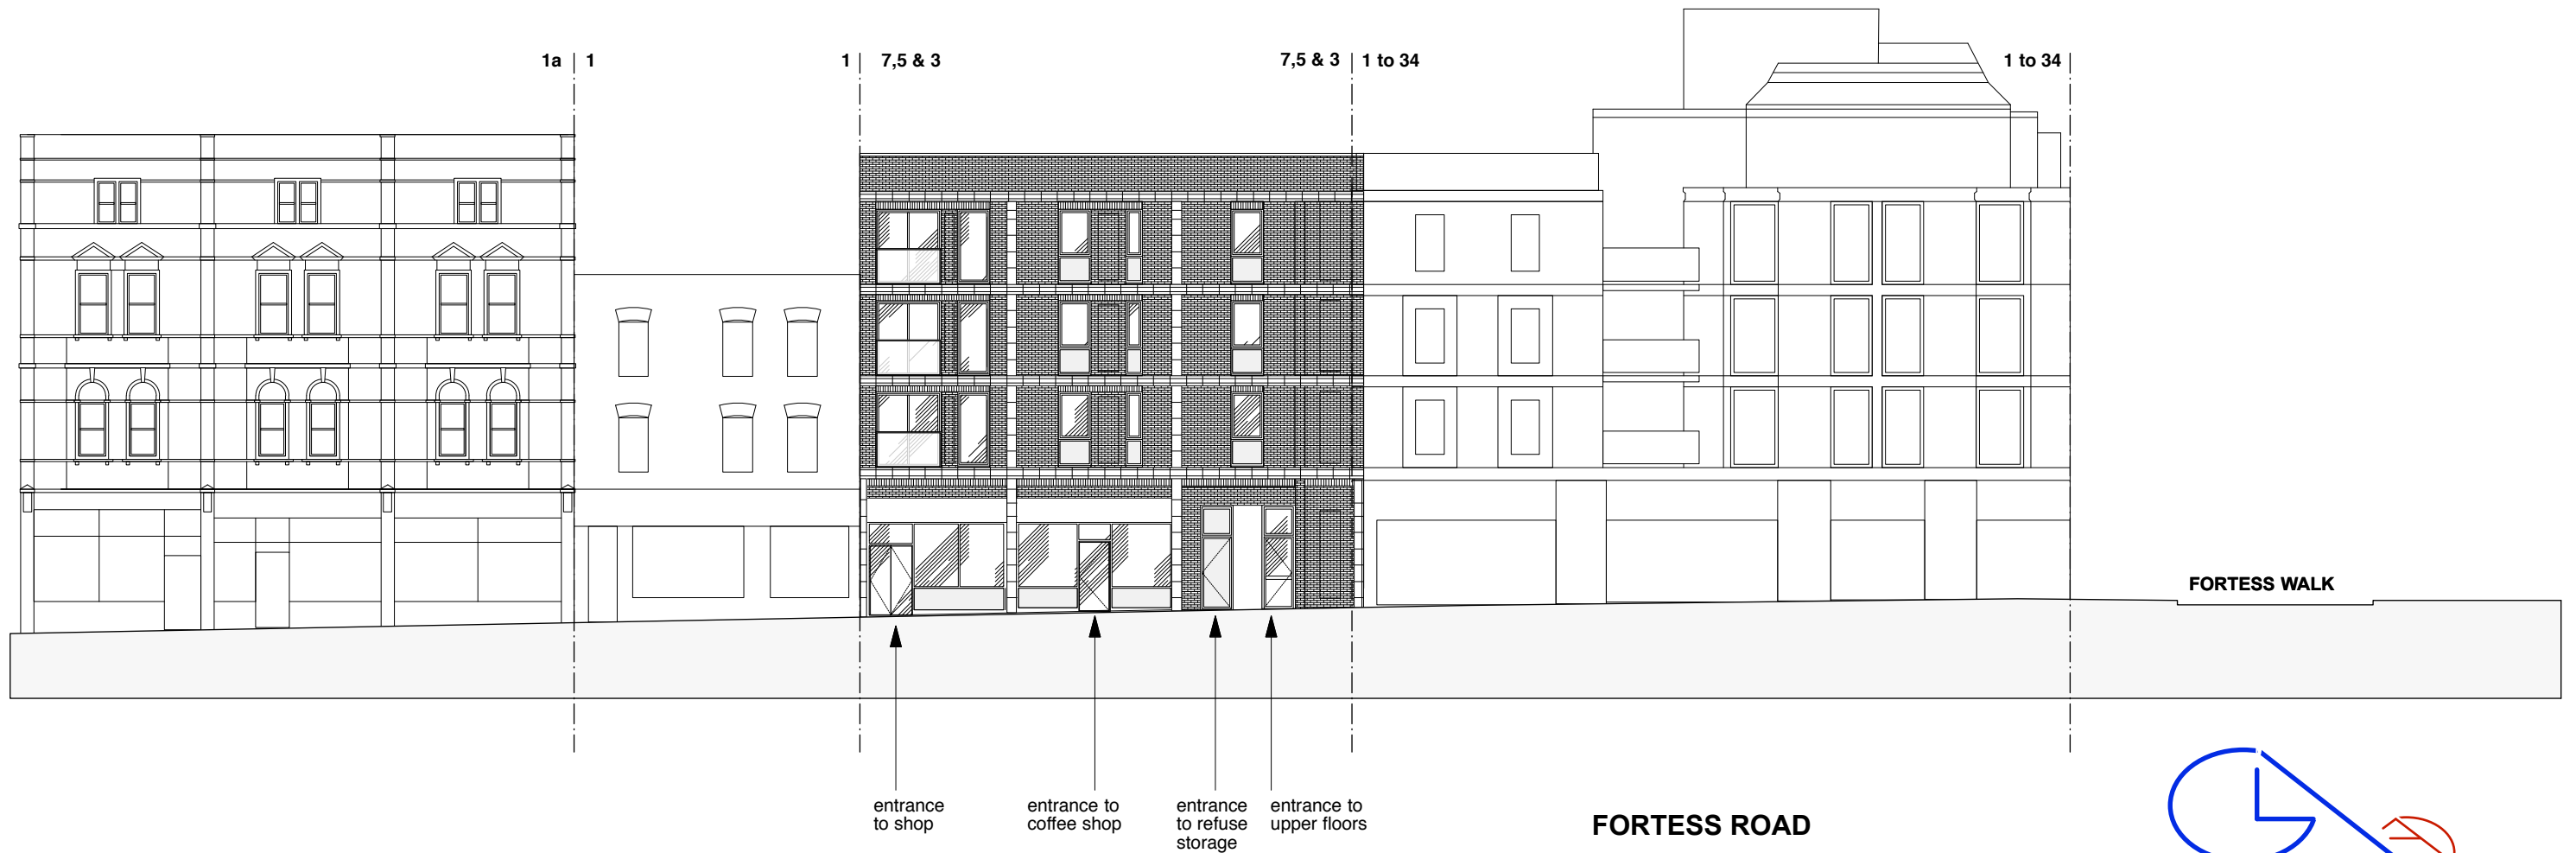 1a 1
1 7,5 & 3
7,5 & 3 1 to 34
1 to 34
FORTESS WALK
entrance
to shop
entrance to
coffee shop
entrance
to refuse
storage
entrance to
upper floors
FORTESS ROAD